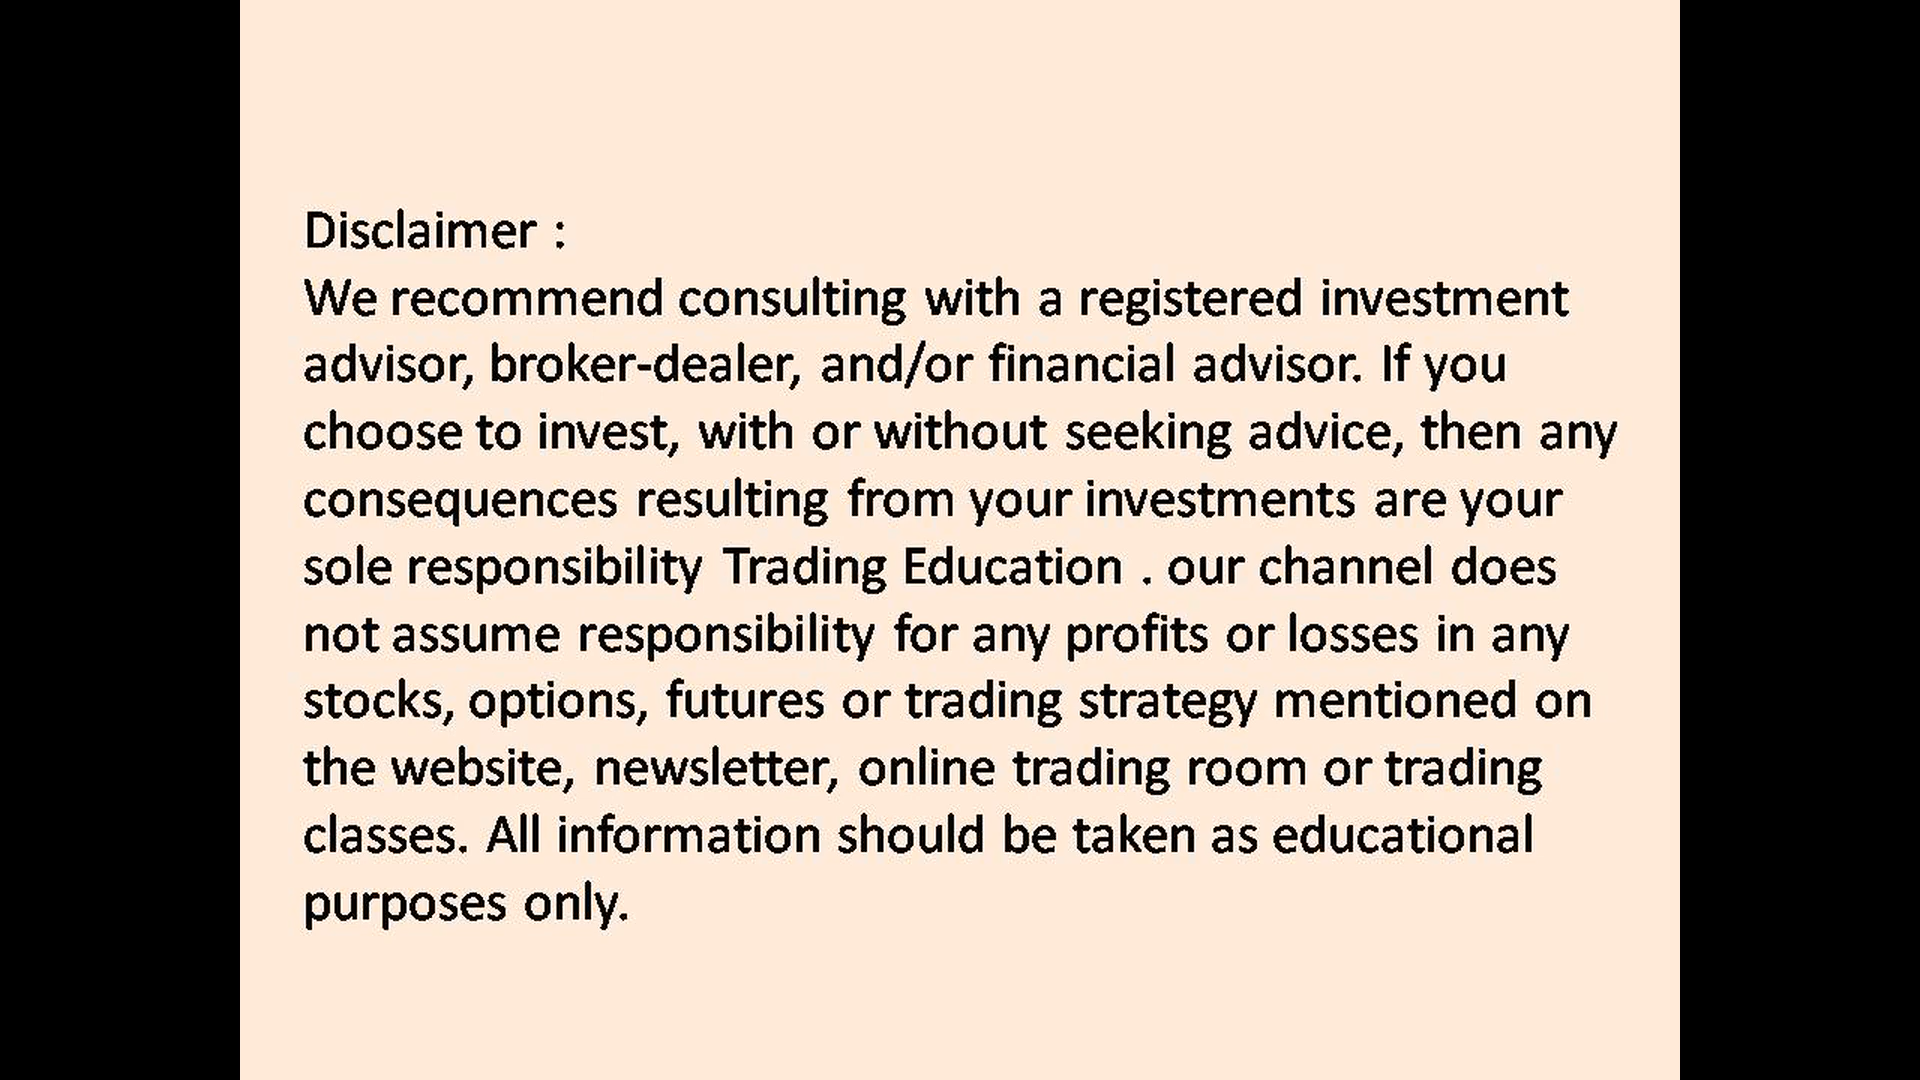 Disclaimer :
We recommend consulting with a registered investment
advisor, broker-dealer, and/or financial advisor. If you
choose to invest, with or without seeking advice, then any
consequences resulting from your investments are your
sole responsibility Trading Education . our channel does
not assume responsibility for any profits or losses in any
stocks, options, futures or trading strategy mentioned on
the website, newsletter, online trading room or trading
classes. All information should be taken as educational
purposes only.